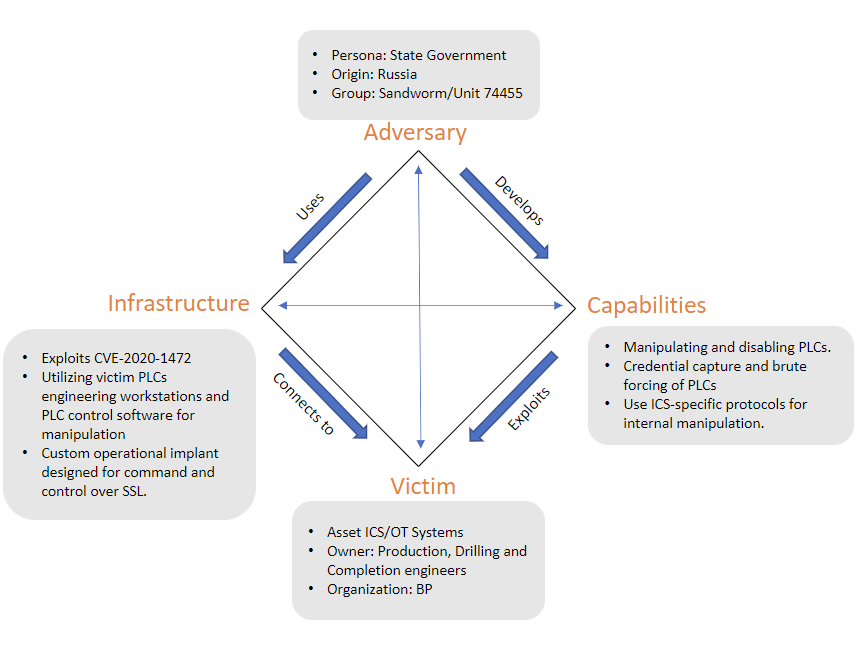 • Persona: State Government
• Origin: Russia
• Group: Sandworm/Unit 74455
Adversary
Uses
Develops
Infrastructure
Capabilities
• Exploits CVE-2020-1472
• Utilizing victim PLCs
engineering workstations and
PLC control software for
manipulation
• Custom operational implant
designed for command and
control over SSL.
• Manipulating and disabling PLCs.
• Credential capture and brute
forcing of PLCs
• Use ICS-specific protocols for
internal manipulation.
Connects to
Exploits
Victim
• Asset ICS/OT Systems
• Owner: Production, Drilling and
Completion engineers
• Organization: BP